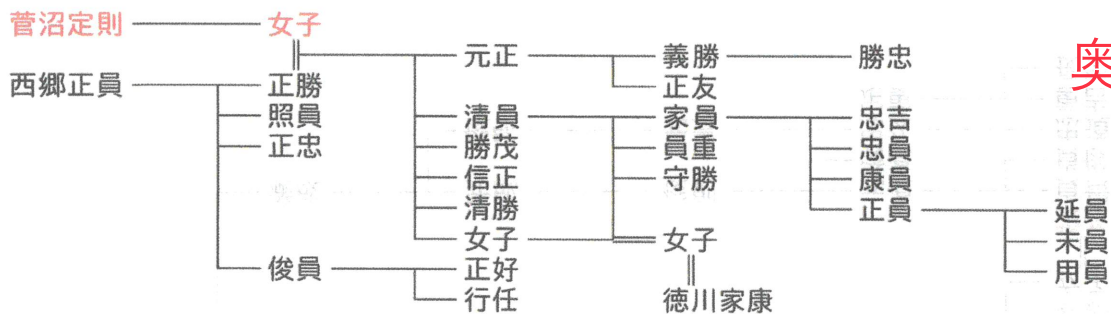 菅沼定則 女子
元正 義勝 勝忠 奥
西郷正員 正勝 正友
照員 清員 家員 忠吉
正忠 勝茂 員重 忠員
信正 守勝 康員
清勝 正員 延員
女子 女子 末員
俊員 正好 用員
行任 徳川家康